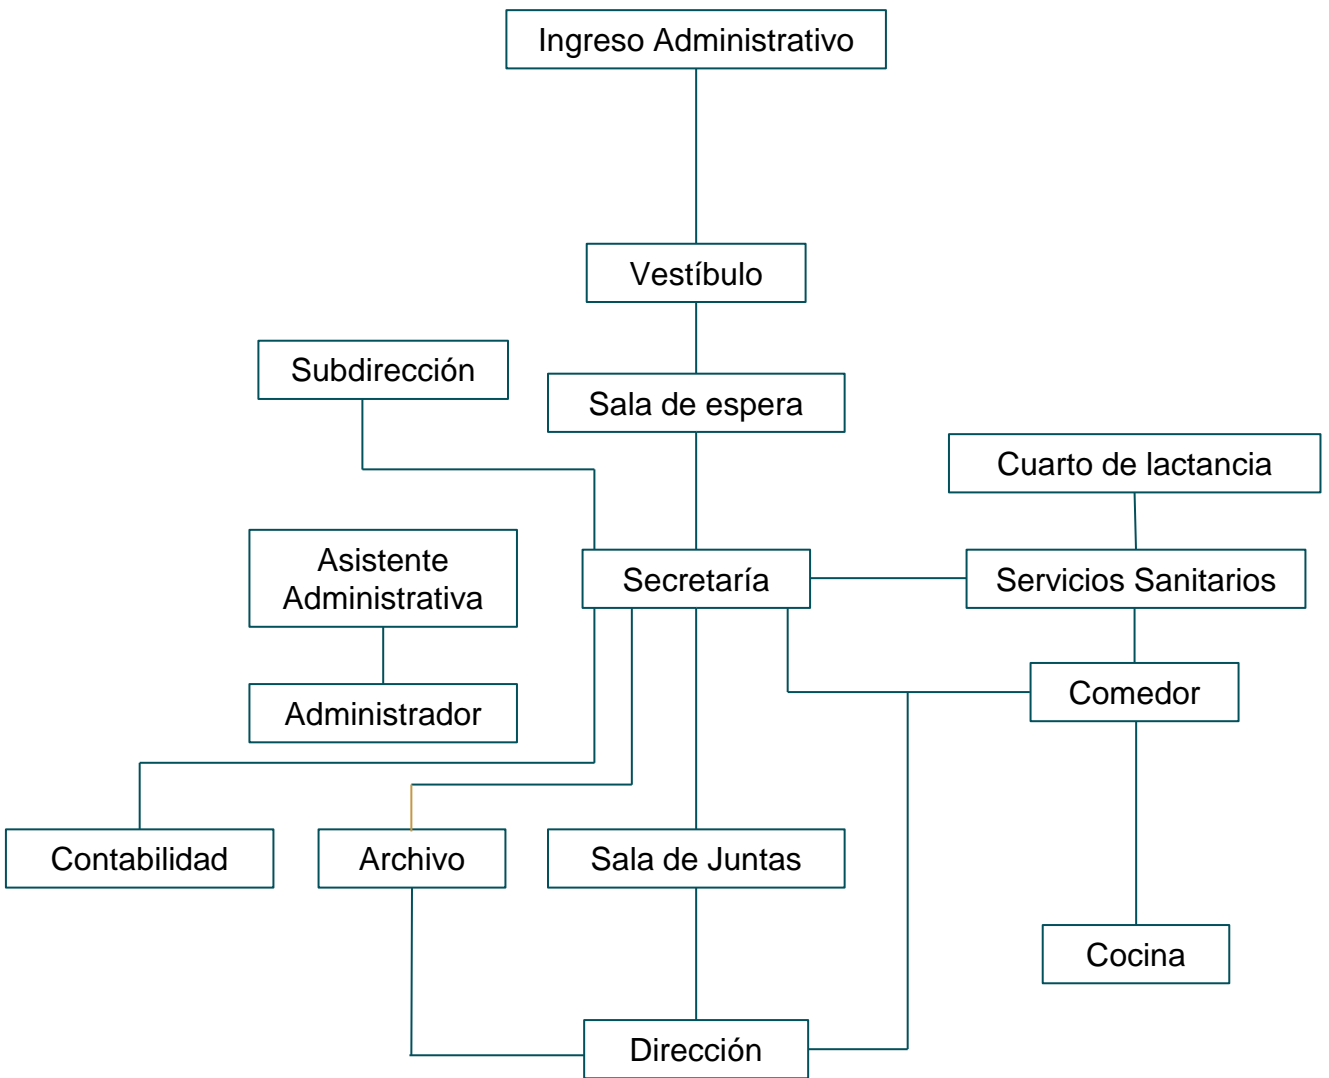 Ingreso Administrativo
Vestíbulo
Subdirección
Sala de espera
Cuarto de lactancia
Asistente
Administrativa
Secretaría
Servicios Sanitarios
Administrador
Comedor
Contabilidad
Archivo
Sala de Juntas
Cocina
Dirección